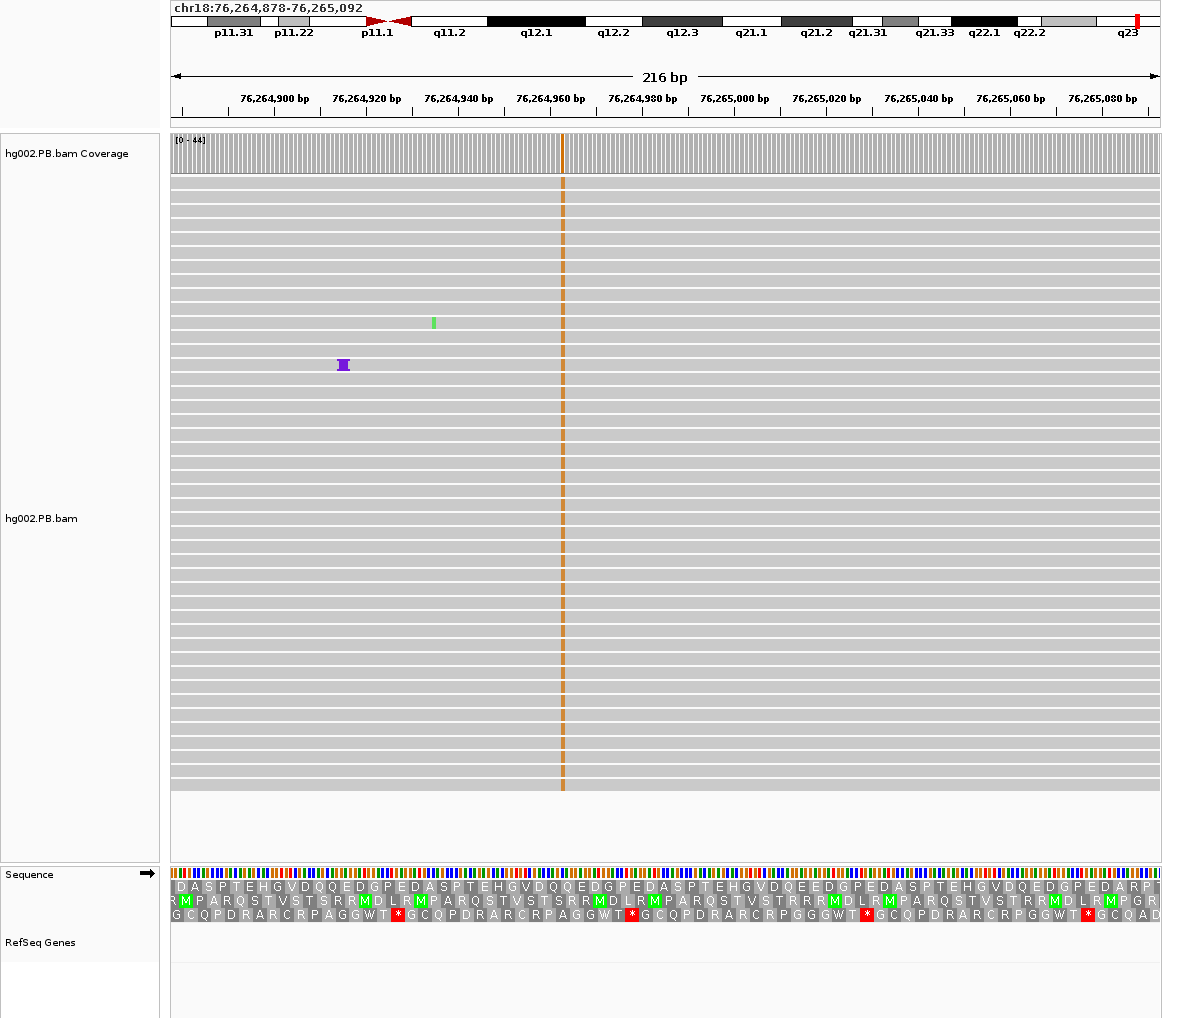 chr18:76,264,878-76,265,092
p11.31 p11.22 p11.1 q11.2 q12.1 q12.2 q12.3 q21.1 q21.2 q21.31 q21.33 q22.1 q22.2 q23
216 bp
76,264,900 bp 76,264,920 bp 76,264,940 bp 76,264,960 bp 76,264,980 bp 76,265,000 bp 76,265,020 bp 76,265,040 bp 76,265,060 bp 76,265,080 bp
[0 - 44]
hg002.PB.bam Coverage
hg002.PB.bam
Sequence
D A S P T E H G V D Q Q E D G P E D A S P T E H G V D Q Q E D G P E D A S P T E H G V D Q E E D G P E D A S P T E H G V D Q E D G P E D A R P T
R M P A R Q S T V S T S R R M D L R M P A R Q S T V S T S R R M D L R M P A R Q S T V S T R R R M D L R M P A R Q S T V S T R R M D L R M P G R
G C Q P D R A R C R P A G G W T * G C Q P D R A R C R P A G G W T * G C Q P D R A R C R P G G G W T * G C Q P D R A R C R P G G W T * G C Q A D
RefSeq Genes